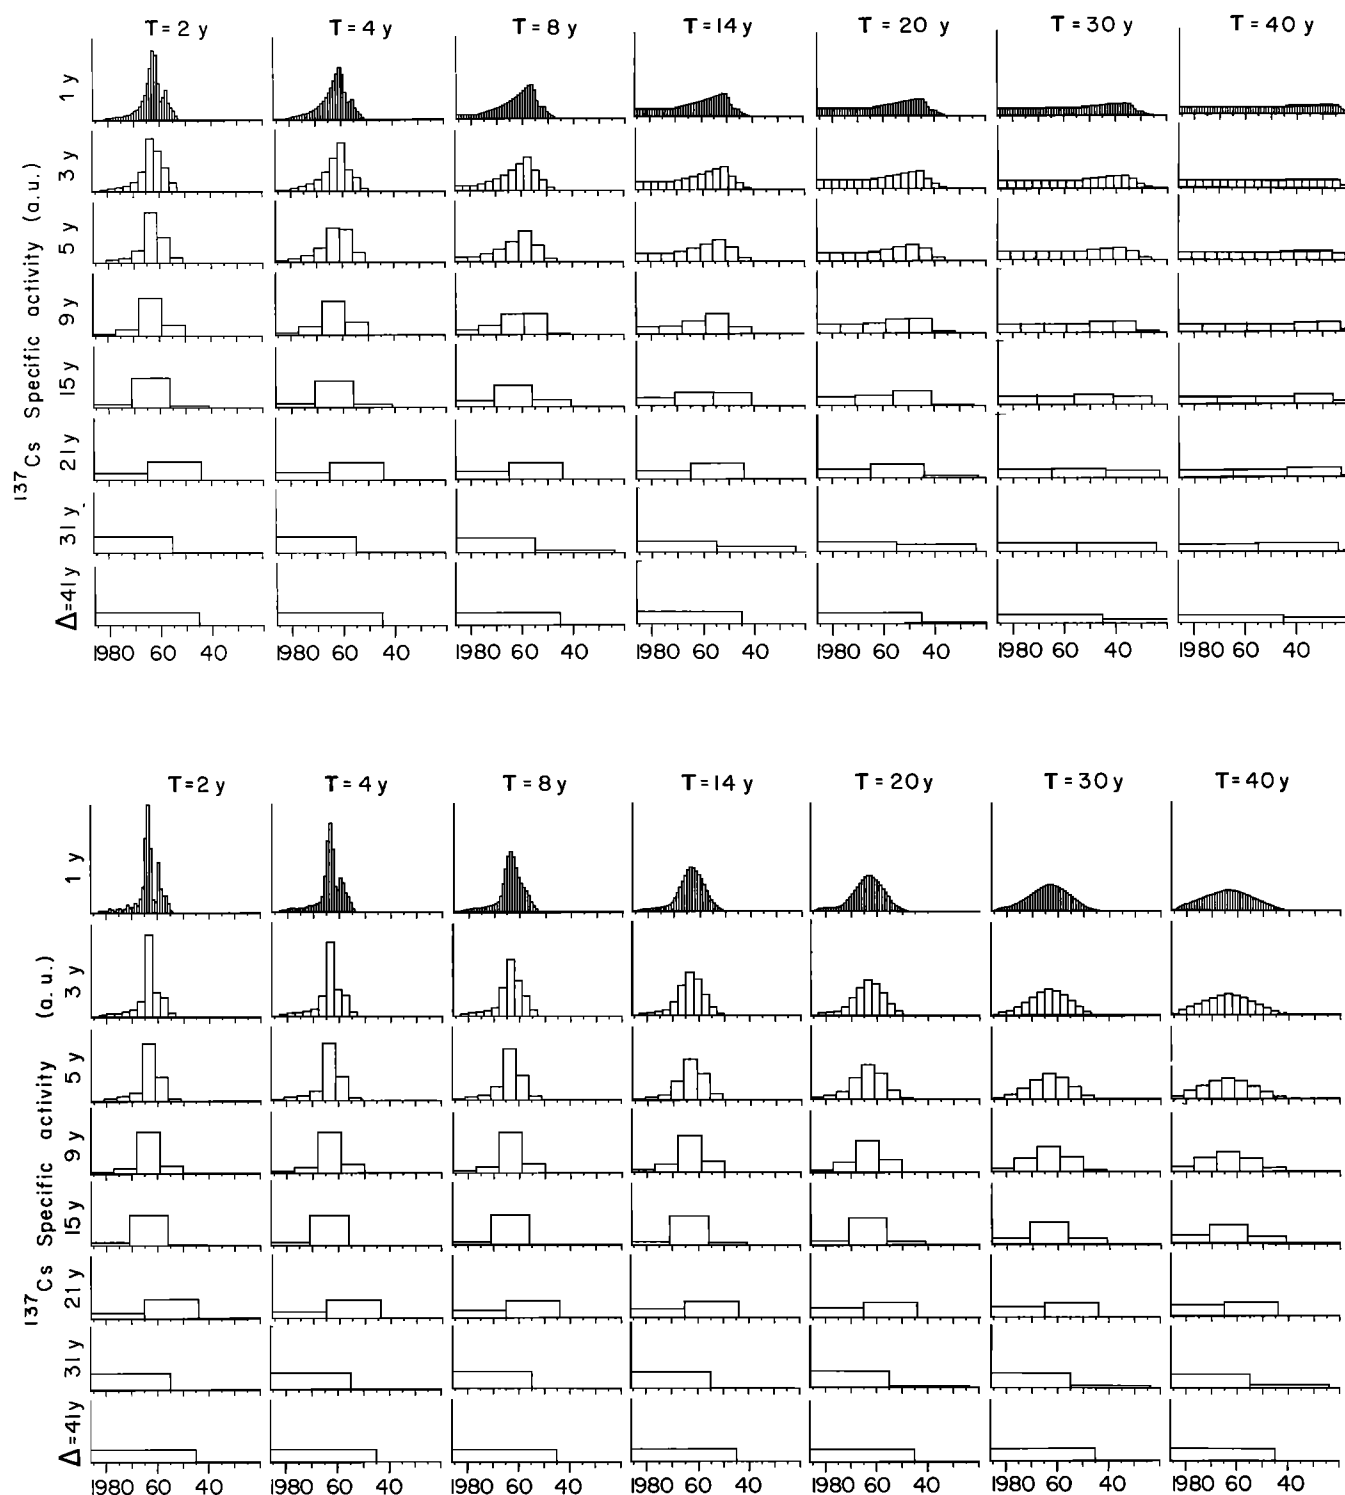 T=2 y T=4 y T=8 y T=14 y T=20 y T=30 y T=40 y
1 y
3 y
5 y
9 y
15 y
21 y
31 y
Δ=41y
¹³⁷Cs Specific activity (a.u.)
1980 60 40 1980 60 40 1980 60 40 1980 60 40 1980 60 40 1980 60 40 1980 60 40
T=2 y T=4 y T=8 y T=14 y T=20y T=30 y T=40 y
1 y
3 y
5 y
9 y
15 y
21 y
31 y
Δ=41y
¹³⁷Cs Specific activity (a.u.)
1980 60 40 1980 60 40 1980 60 40 1980 60 40 1980 60 40 1980 60 40 1980 60 40